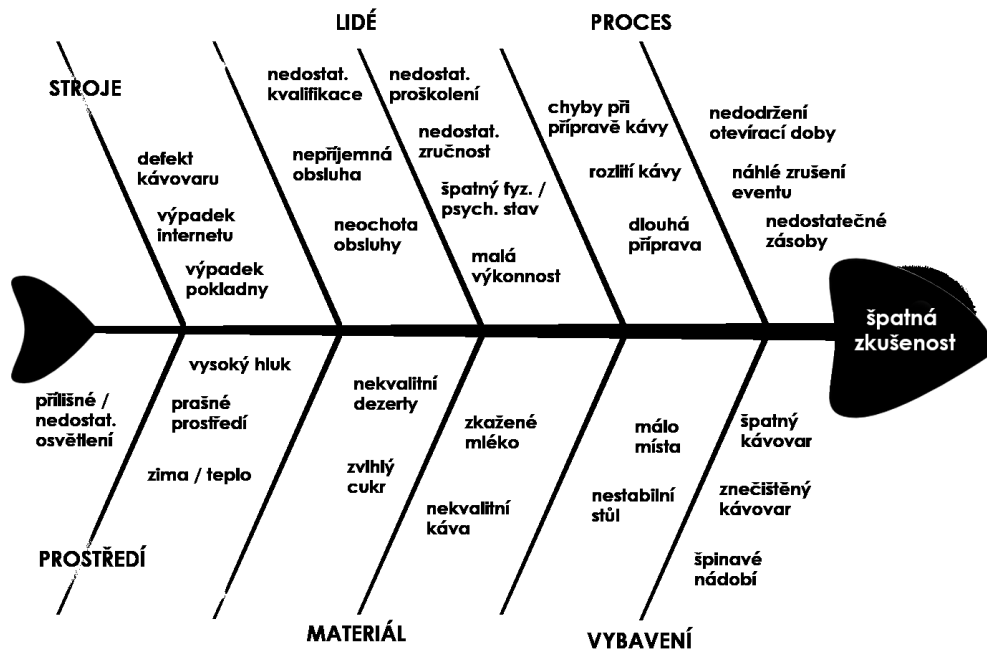 LIDÉ
PROCES
STROJE
defekt
kávovaru
výpadek
internetu
výpadek
pokladny
nedostat.
kvalifikace
nepříjemná
obsluha
neochota
obsluhy
nedostat.
proškolení
nedostat.
zručnost
špatný fyz. /
psych. stav
malá
výkonnost
chyby při
přípravě kávy
rozlití kávy
dlouhá
příprava
nedodržení
otevírací doby
náhlé zrušení
eventu
nedostatečné
zásoby
špatná
zkušenost
přílišné /
nedostat.
osvětlení
vysoký hluk
prašné
prostředí
zima / teplo
PROSTŘEDÍ
nekvalitní
dezerty
zvlhlý
cukr
zkažené
mléko
nekvalitní
káva
MATERIÁL
málo
místa
nestabilní
stůl
špatný
kávovar
znečištěný
kávovar
špinavé
nádobí
VYBAVENÍ